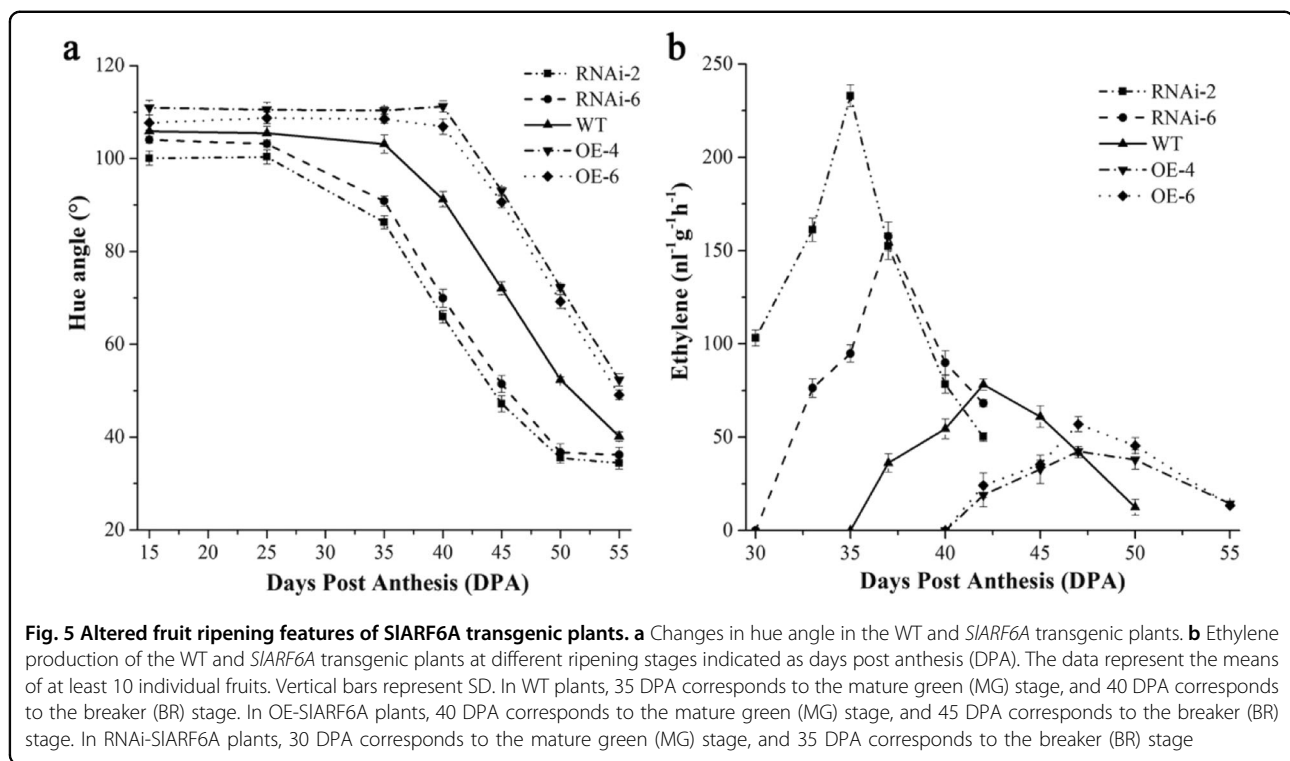 a
120
100
80
60
40
20
Hue angle (°)
15 20 25 30 35 40 45 50 55
Days Post Anthesis (DPA)
RNAi-2
RNAi-6
WT
OE-4
OE-6
b
250
200
150
100
50
0
Ethylene (nl⁻¹g⁻¹h⁻¹)
30 35 40 45 50 55
Days Post Anthesis (DPA)
RNAi-2
RNAi-6
WT
OE-4
OE-6
Fig. 5 Altered fruit ripening features of SlARF6A transgenic plants. a Changes in hue angle in the WT and SlARF6A transgenic plants. b Ethylene
production of the WT and SlARF6A transgenic plants at different ripening stages indicated as days post anthesis (DPA). The data represent the means
of at least 10 individual fruits. Vertical bars represent SD. In WT plants, 35 DPA corresponds to the mature green (MG) stage, and 40 DPA corresponds
to the breaker (BR) stage. In OE-SlARF6A plants, 40 DPA corresponds to the mature green (MG) stage, and 45 DPA corresponds to the breaker (BR)
stage. In RNAi-SlARF6A plants, 30 DPA corresponds to the mature green (MG) stage, and 35 DPA corresponds to the breaker (BR) stage